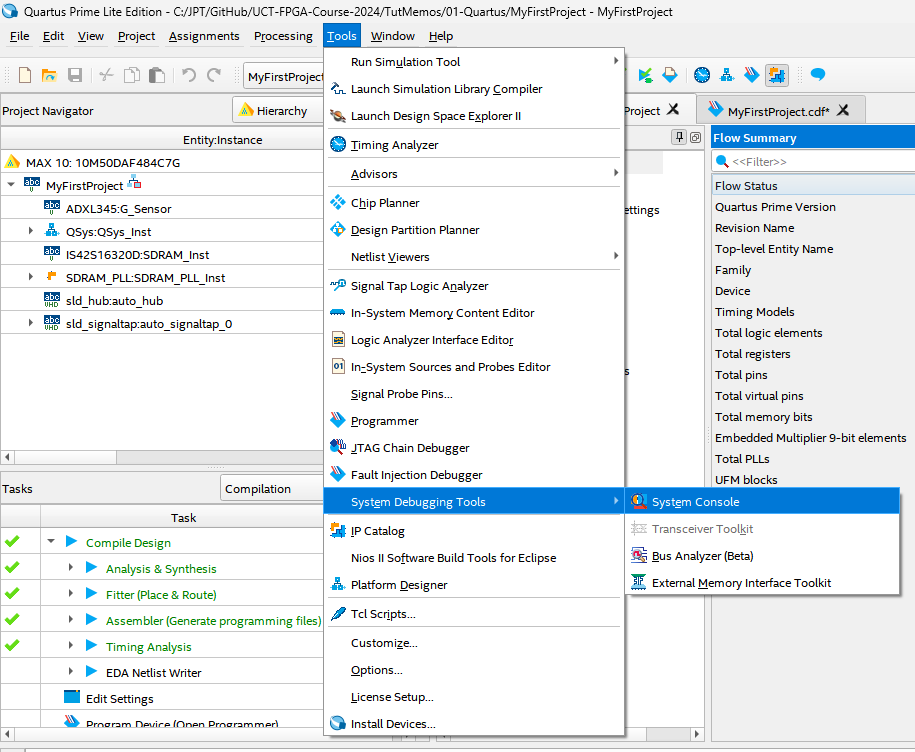 Quartus Prime Lite Edition - C:/JPT/GitHub/UCT-FPGA-Course-2024/TutMemos/01-Quartus/MyFirstProject - MyFirstProject
File Edit View Project Assignments Processing Tools Window Help
MyFirstProject
Project Navigator
Hierarchy
Entity:Instance
MAX 10: 10M50DAF484C7G
MyFirstProject
ADXL345:G_Sensor
QSys:QSys_Inst
IS42S16320D:SDRAM_Inst
SDRAM_PLL:SDRAM_PLL_Inst
sld_hub:auto_hub
sld_signaltap:auto_signaltap_0
Tasks
Compilation
Task
Compile Design
Analysis & Synthesis
Fitter (Place & Route)
Assembler (Generate programming files)
Timing Analysis
EDA Netlist Writer
Edit Settings
Program Device (Open Programmer)
Run Simulation Tool
Launch Simulation Library Compiler
Launch Design Space Explorer II
Timing Analyzer
Advisors
Chip Planner
Design Partition Planner
Netlist Viewers
Signal Tap Logic Analyzer
In-System Memory Content Editor
Logic Analyzer Interface Editor
In-System Sources and Probes Editor
Signal Probe Pins...
Programmer
JTAG Chain Debugger
Fault Injection Debugger
System Debugging Tools
IP Catalog
Nios II Software Build Tools for Eclipse
Platform Designer
Tcl Scripts...
Customize...
Options...
License Setup...
Install Devices...
System Console
Transceiver Toolkit
Bus Analyzer (Beta)
External Memory Interface Toolkit
Project
MyFirstProject.cdf*
ettings
s
Flow Summary
<<Filter>>
Flow Status
Quartus Prime Version
Revision Name
Top-level Entity Name
Family
Device
Timing Models
Total logic elements
Total registers
Total pins
Total virtual pins
Total memory bits
Embedded Multiplier 9-bit elements
Total PLLs
UFM blocks